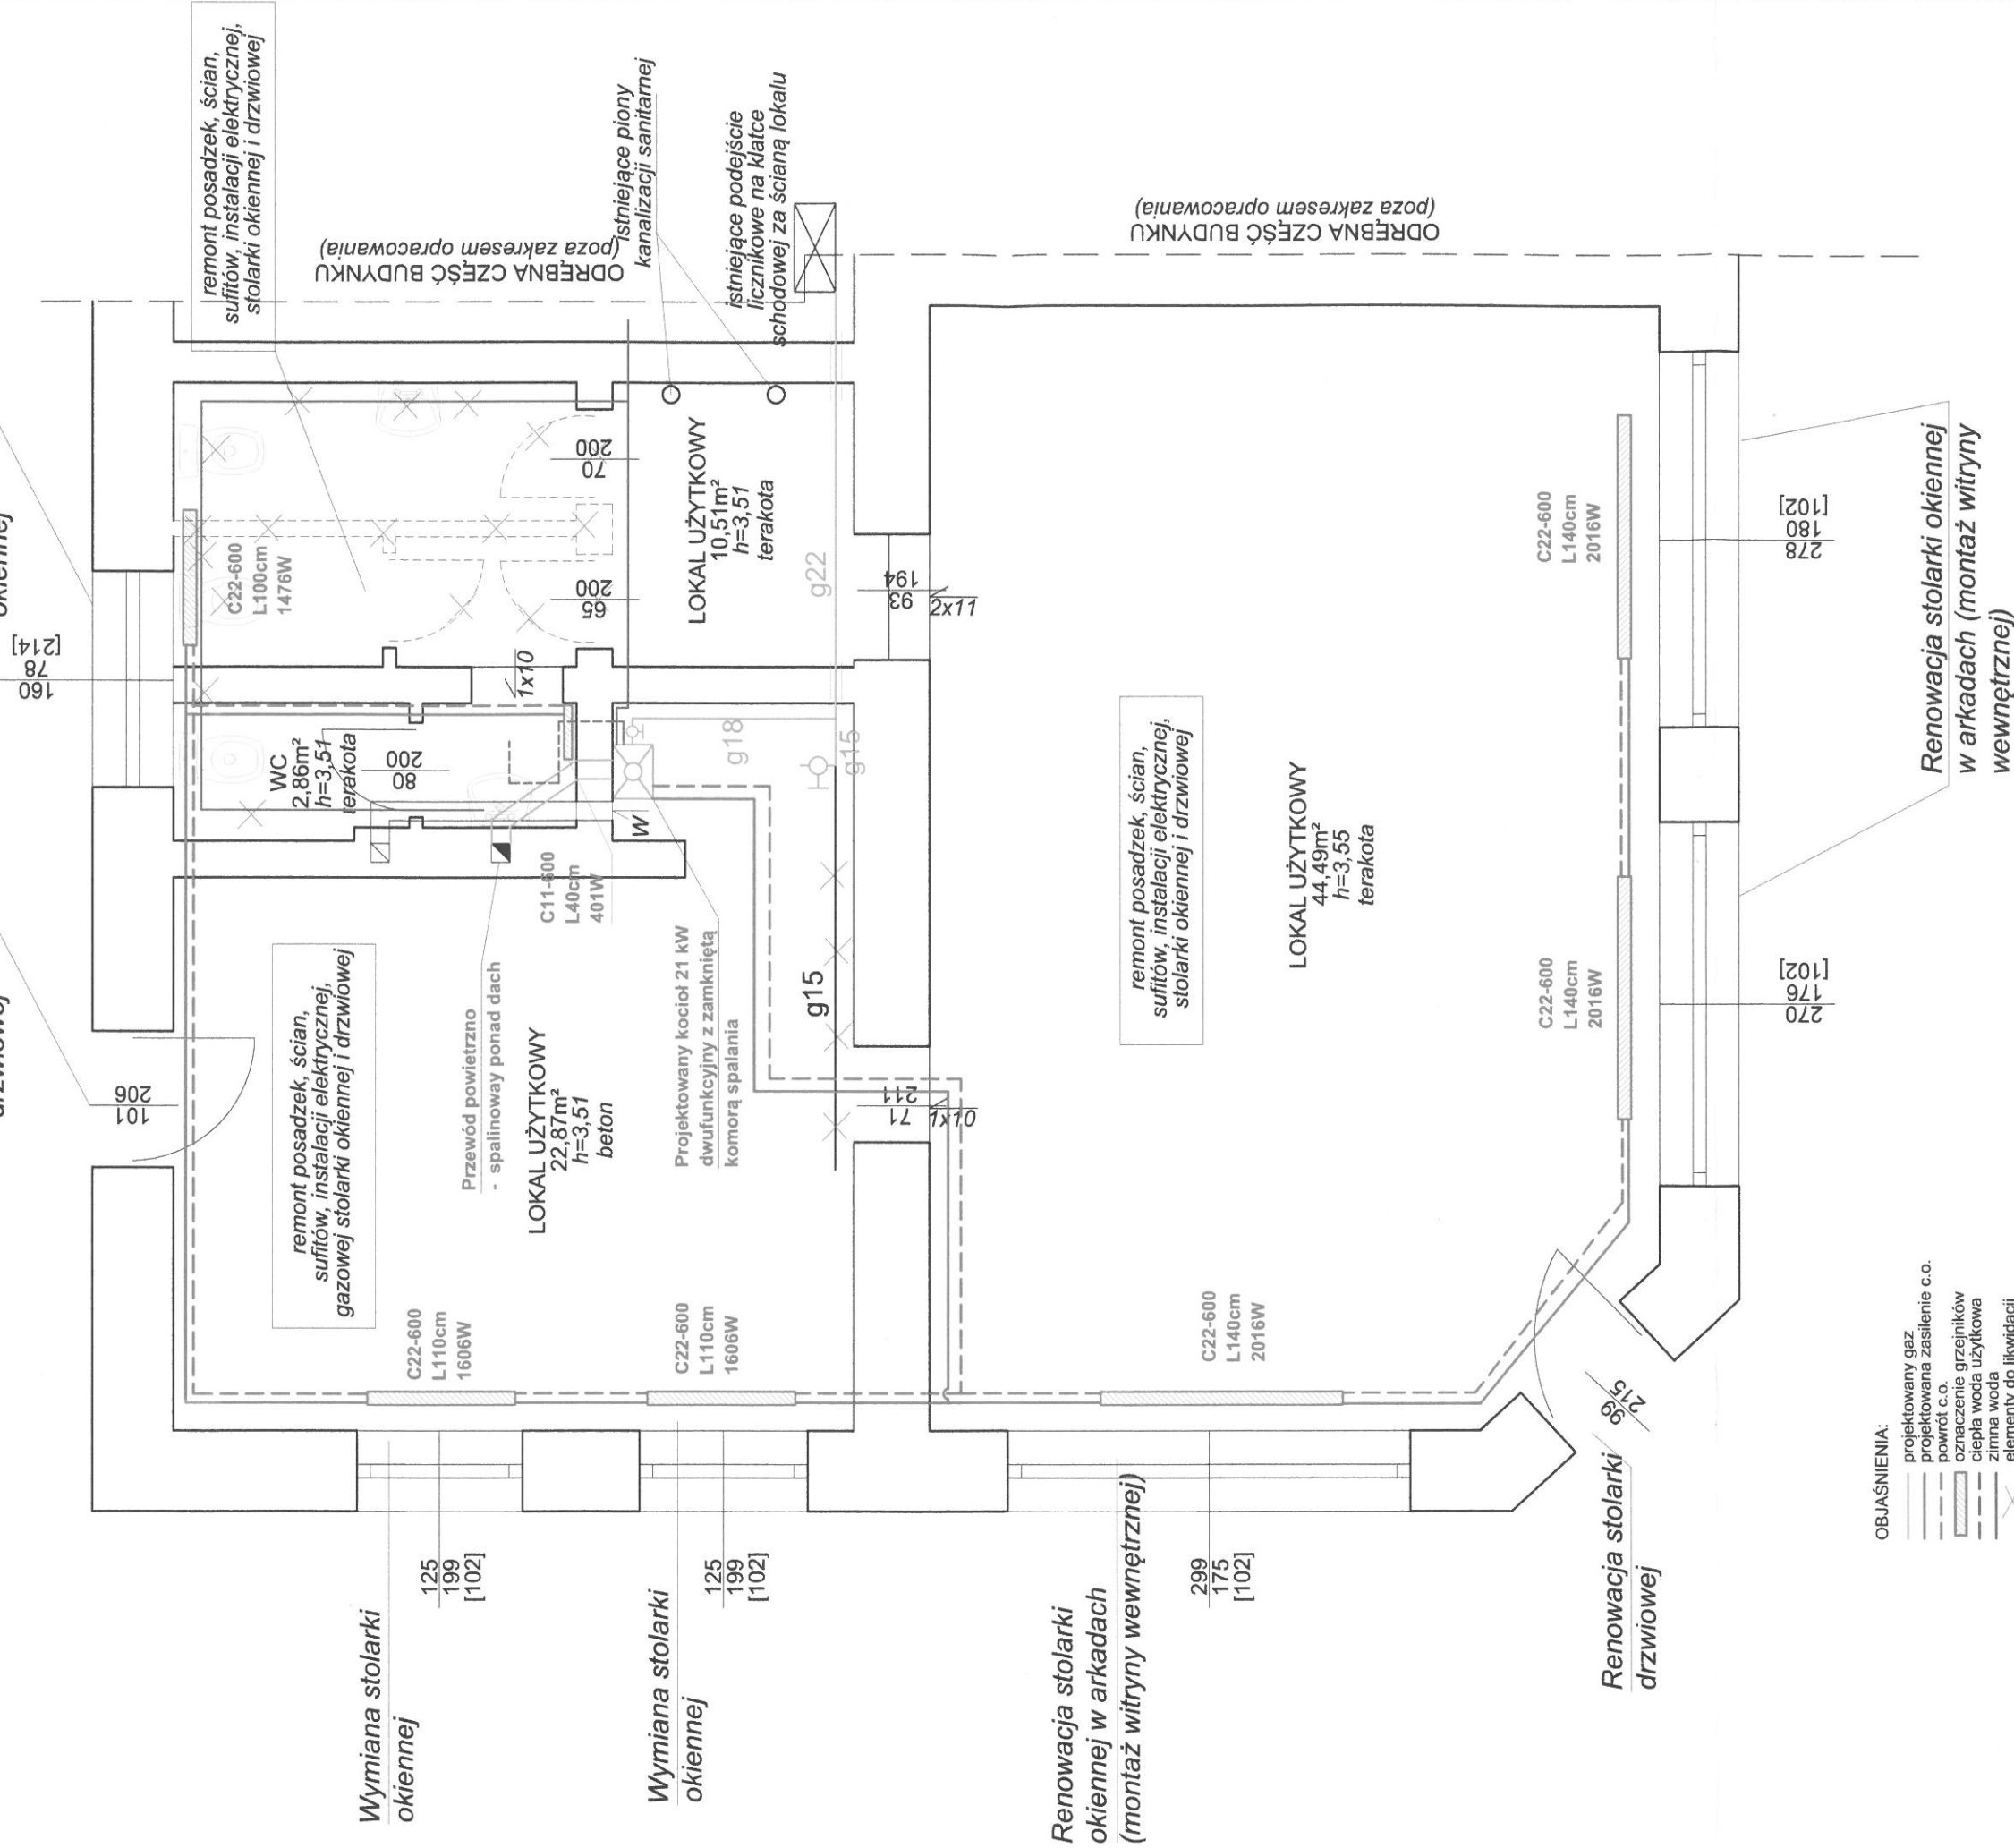 okiennej
drzwiowej
160
78
[214]
101
206
remont posadzek, ścian,
sufitów, instalacji elektrycznej,
stolarki okiennej i drzwiowej
ODRĘBNA CZĘŚĆ BUDYNKU
(poza zakresem opracowania)
istniejące piony
kanalizacji sanitarnej
istniejące podejście
licznikowe na klatce
schodowej za ścianą lokalu
ODRĘBNA CZĘŚĆ BUDYNKU
(poza zakresem opracowania)
C22-600
L100cm
1476W
70
200
65
200
LOKAL UŻYTKOWY
10,51m²
h=3,51
terakota
g22
93
194
2x11
1x10
WC
2,86m²
h=3,51
terakota
80
200
g18
g15
W
C11-600
L40cm
401W
remont posadzek, ścian,
sufitów, instalacji elektrycznej,
gazowej stolarki okiennej i drzwiowej
Przewód powietrzno
- spalinoway ponad dach
LOKAL UŻYTKOWY
22,87m²
h=3,51
beton
Projektowany kocioł 21 kW
dwufunkcyjny z zamkniętą
komorą spalania
g15
71
211
1x10
C22-600
L110cm
1606W
C22-600
L110cm
1606W
remont posadzek, ścian,
sufitów, instalacji elektrycznej,
stolarki okiennej i drzwiowej
LOKAL UŻYTKOWY
44,49m²
h=3,55
terakota
C22-600
L140cm
2016W
C22-600
L140cm
2016W
C22-600
L140cm
2016W
278
180
[102]
270
176
[102]
Renowacja stolarki okiennej
w arkadach (montaż witryny
wewnętrznej)
125
199
[102]
Wymiana stolarki
okiennej
125
199
[102]
Wymiana stolarki
okiennej
299
175
[102]
Renowacja stolarki
okiennej w arkadach
(montaż witryny wewnętrznej)
99
215
Renowacja stolarki
drzwiowej
OBJAŚNIENIA:
projektowany gaz
projektowana zasilenie c.o.
powrót c.o.
oznaczenie grzejników
ciepła woda użytkowa
zimna woda
elementy do likwidacji